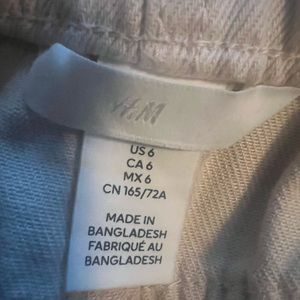 H&M
US 6
CA 6
MX 6
CN 165/72A
MADE IN
BANGLADESH
FABRIQUÉ AU
BANGLADESH